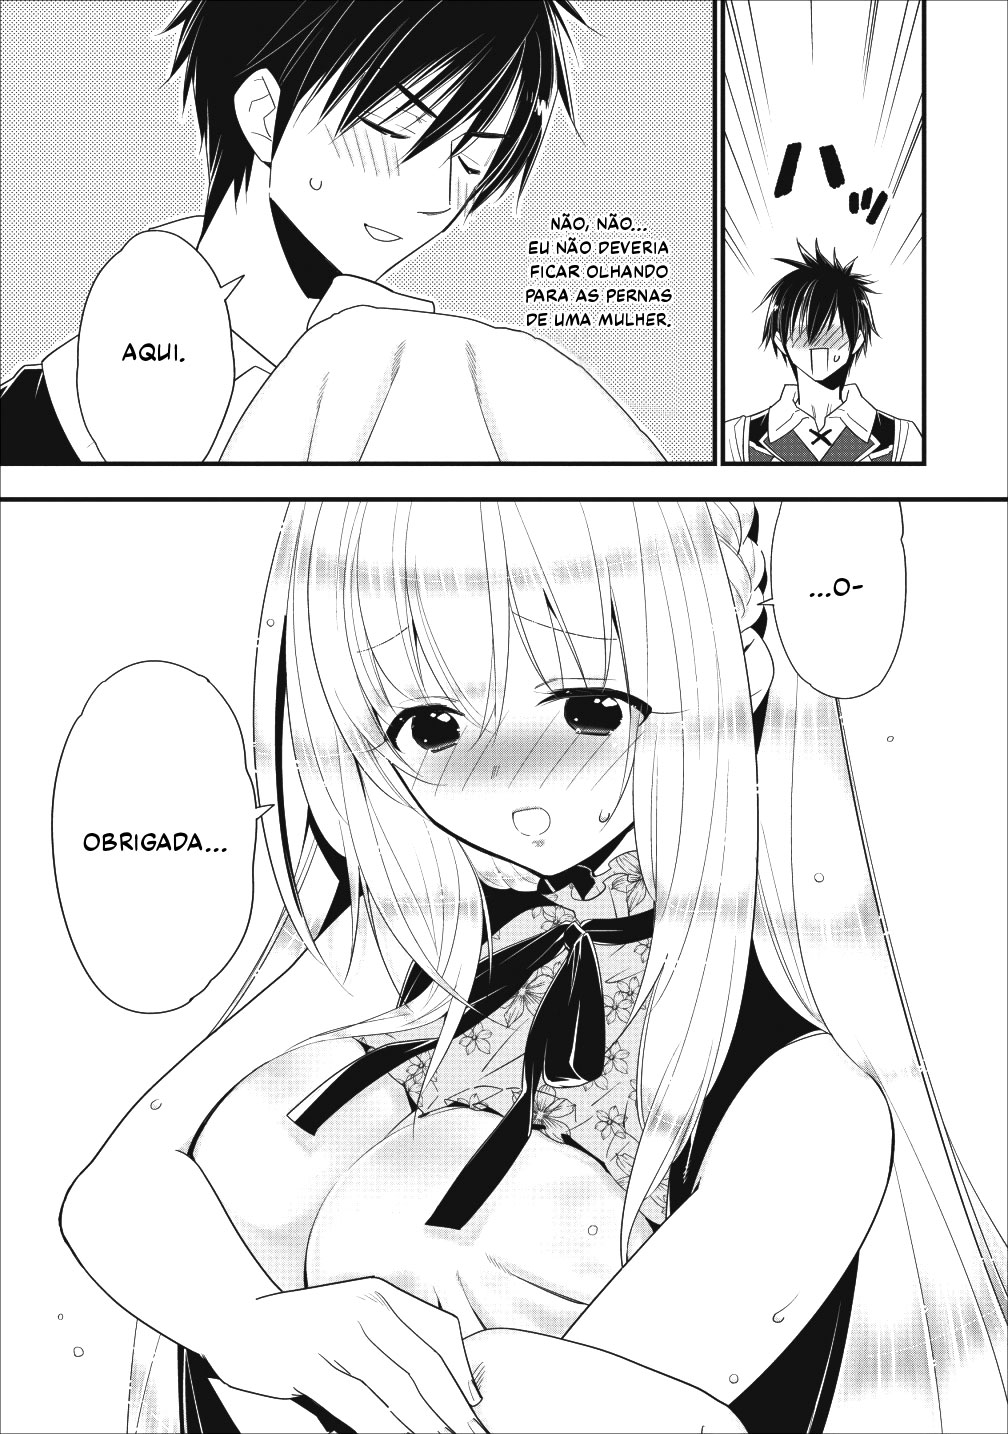 ハッ
NÃO, NÃO...
EU NÃO DEVERIA
FICAR OLHANDO
PARA AS PERNAS
DE UMA MULHER.
AQUI.
...O-
OBRIGADA...